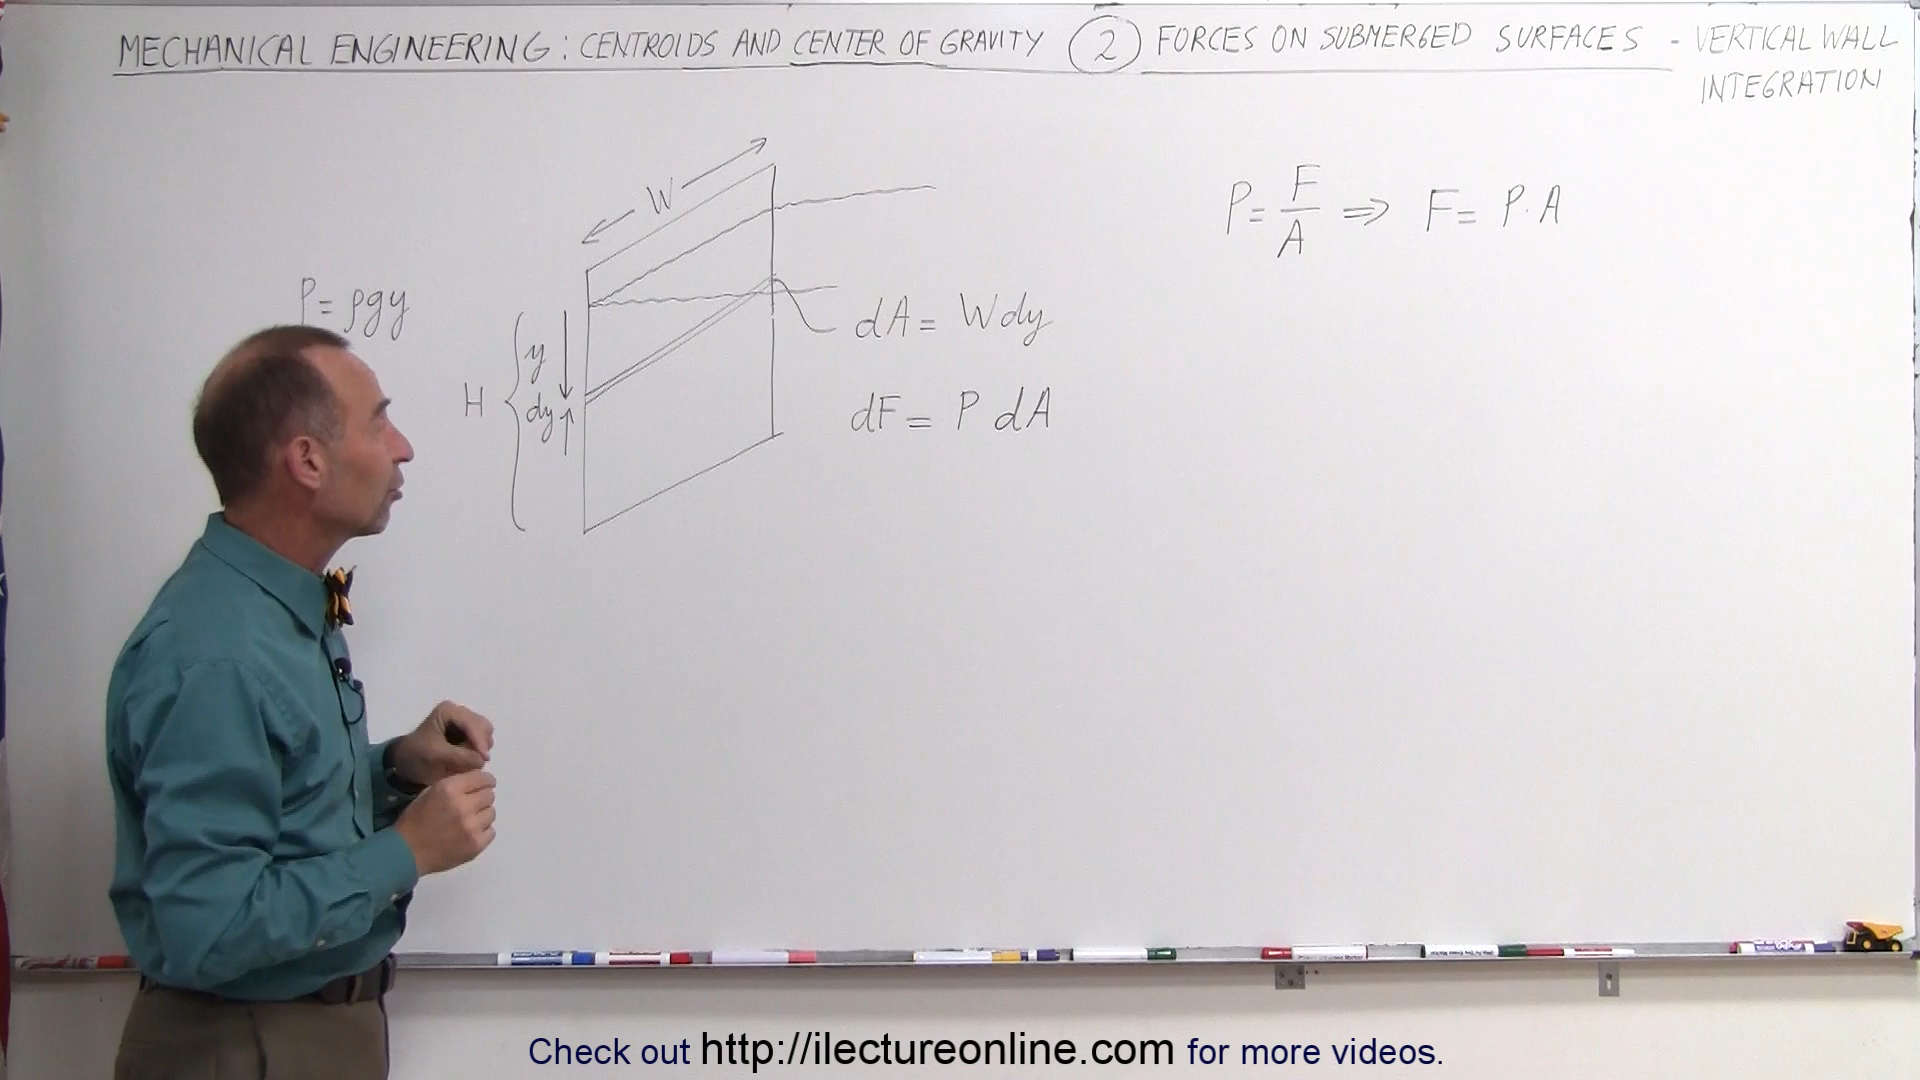 MECHANICAL ENGINEERING : CENTROIDS AND CENTER OF GRAVITY (2) FORCES ON SUBMERGED SURFACES - VERTICAL WALL
INTEGRATION
W
P = F/A ⇒ F = P · A
P = ρgy
dA = W dy
y
H
dy
dF = P dA
Check out http://ilectureonline.com for more videos.